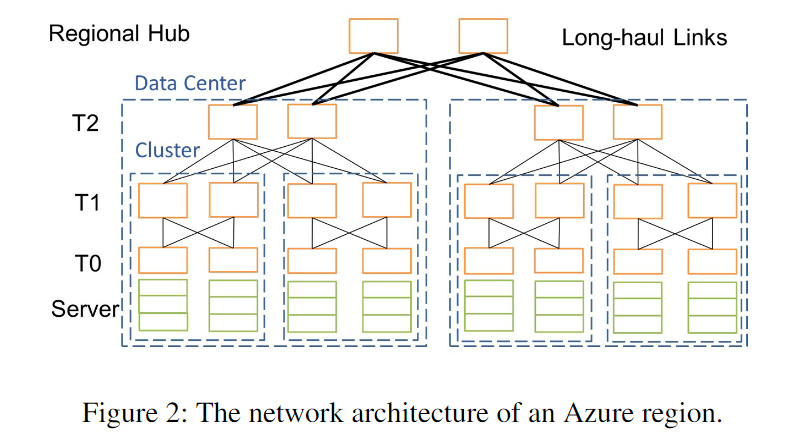 Regional Hub
Long-haul Links
Data Center
T2
Cluster
T1
T0
Server
Figure 2: The network architecture of an Azure region.